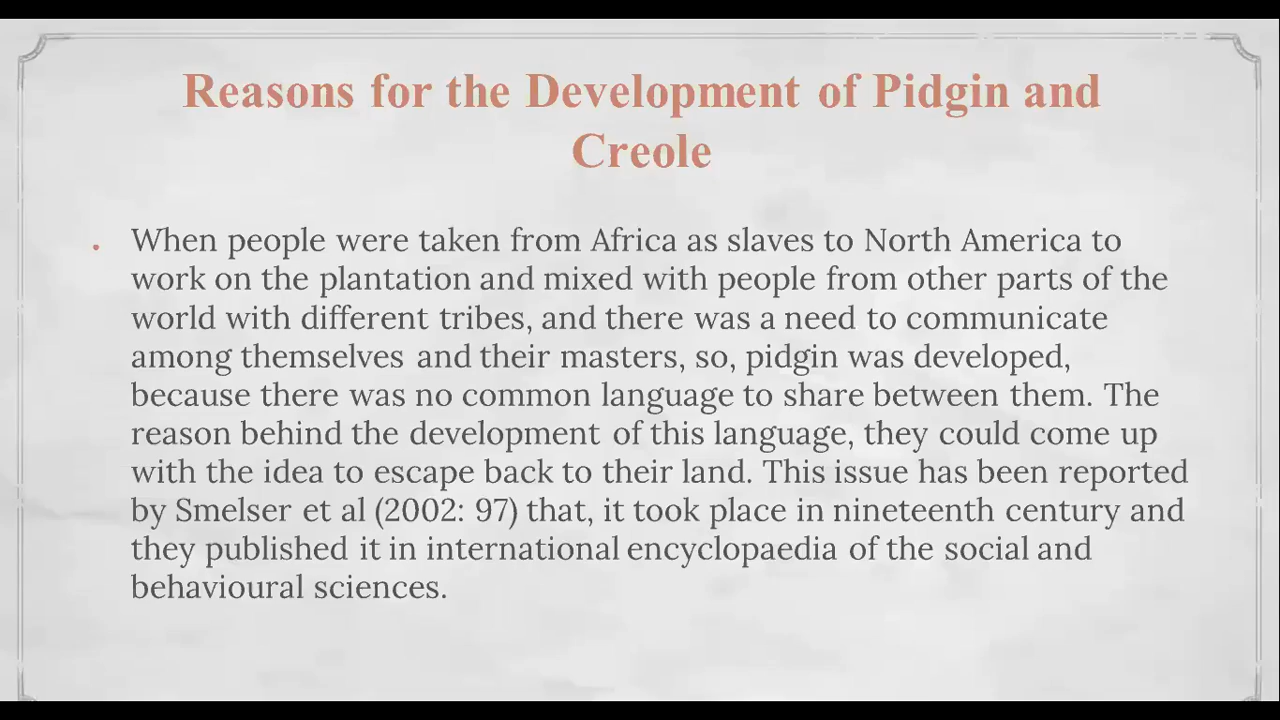 Reasons for the Development of Pidgin and
Creole
• When people were taken from Africa as slaves to North America to
work on the plantation and mixed with people from other parts of the
world with different tribes, and there was a need to communicate
among themselves and their masters, so, pidgin was developed,
because there was no common language to share between them. The
reason behind the development of this language, they could come up
with the idea to escape back to their land. This issue has been reported
by Smelser et al (2002: 97) that, it took place in nineteenth century and
they published it in international encyclopaedia of the social and
behavioural sciences.